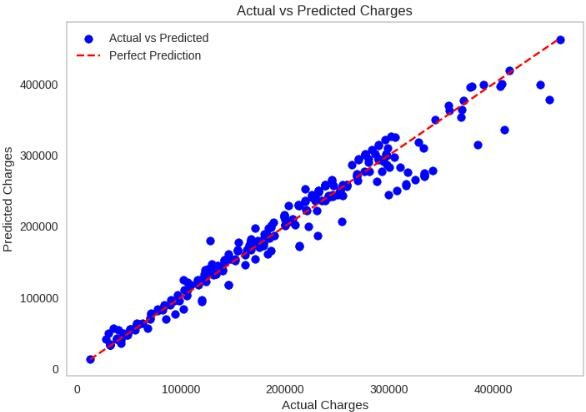 Actual vs Predicted Charges
Actual vs Predicted
Perfect Prediction
Predicted Charges
400000
300000
200000
100000
0
0 100000 200000 300000 400000
Actual Charges